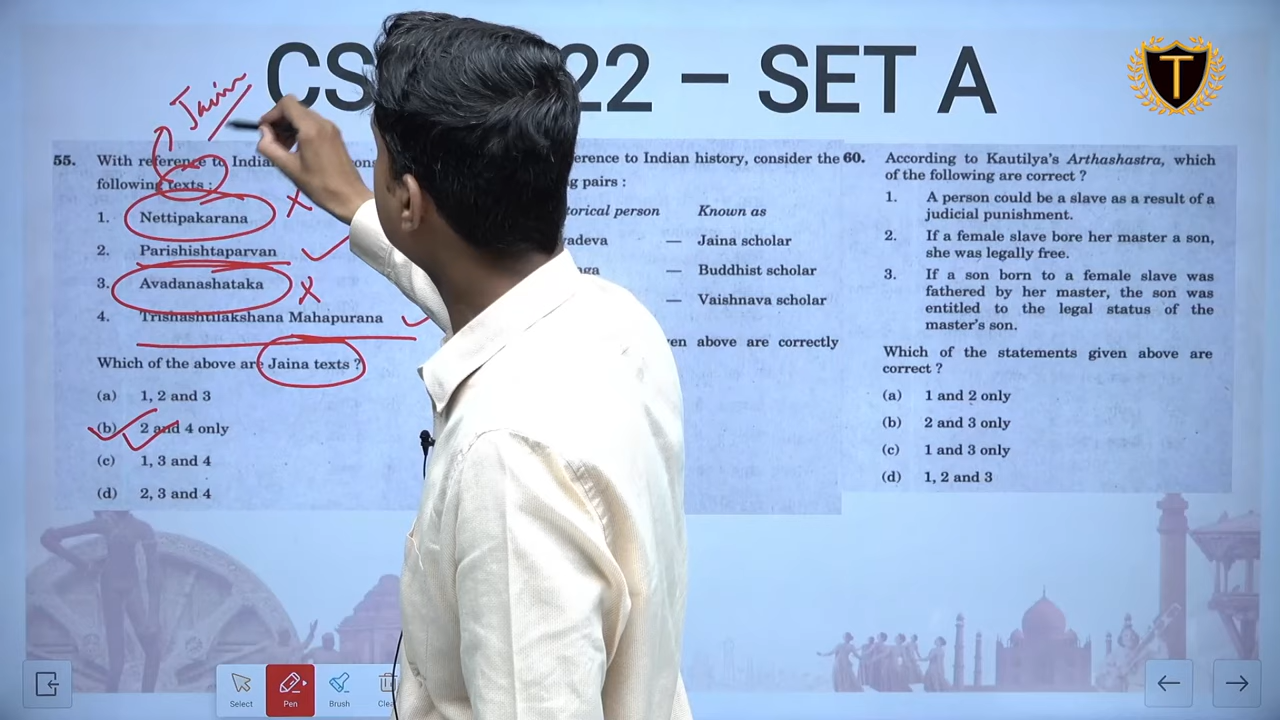 CS 22 – SET A
T
Jain
55. With reference to India
following texts :
1. Nettipakarana
2. Parishishtaparvan
3. Avadanashataka
4. Trishashtilakshana Mahapurana
Which of the above are Jaina texts ?
(a) 1, 2 and 3
(b) 2 and 4 only
(c) 1, 3 and 4
(d) 2, 3 and 4
to Indian history, consider the
pairs :
person Known as
— Jaina scholar
— Buddhist scholar
— Vaishnava scholar
above are correctly
60. According to Kautilya's Arthashastra, which
of the following are correct ?
1. A person could be a slave as a result of a
judicial punishment.
2. If a female slave bore her master a son,
she was legally free.
3. If a son born to a female slave was
fathered by her master, the son was
entitled to the legal status of the
master's son.
Which of the statements given above are
correct ?
(a) 1 and 2 only
(b) 2 and 3 only
(c) 1 and 3 only
(d) 1, 2 and 3
Select Pen Brush